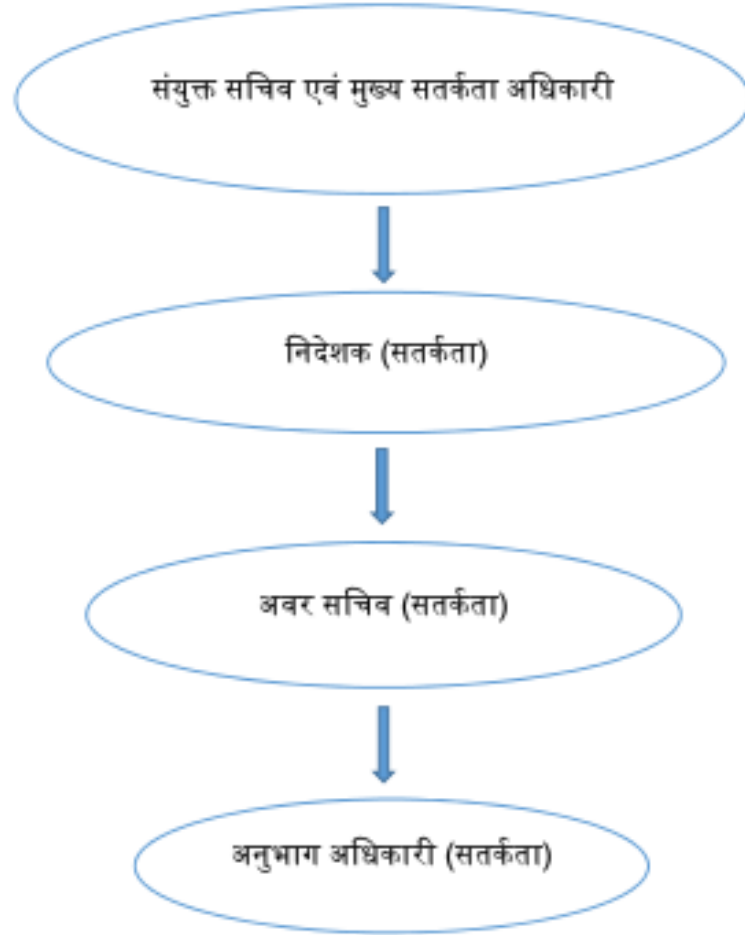 संयुक्त सचिव एवं मुख्य सतर्कता अधिकारी
निदेशक (सतर्कता)
अवर सचिव (सतर्कता)
अनुभाग अधिकारी (सतर्कता)